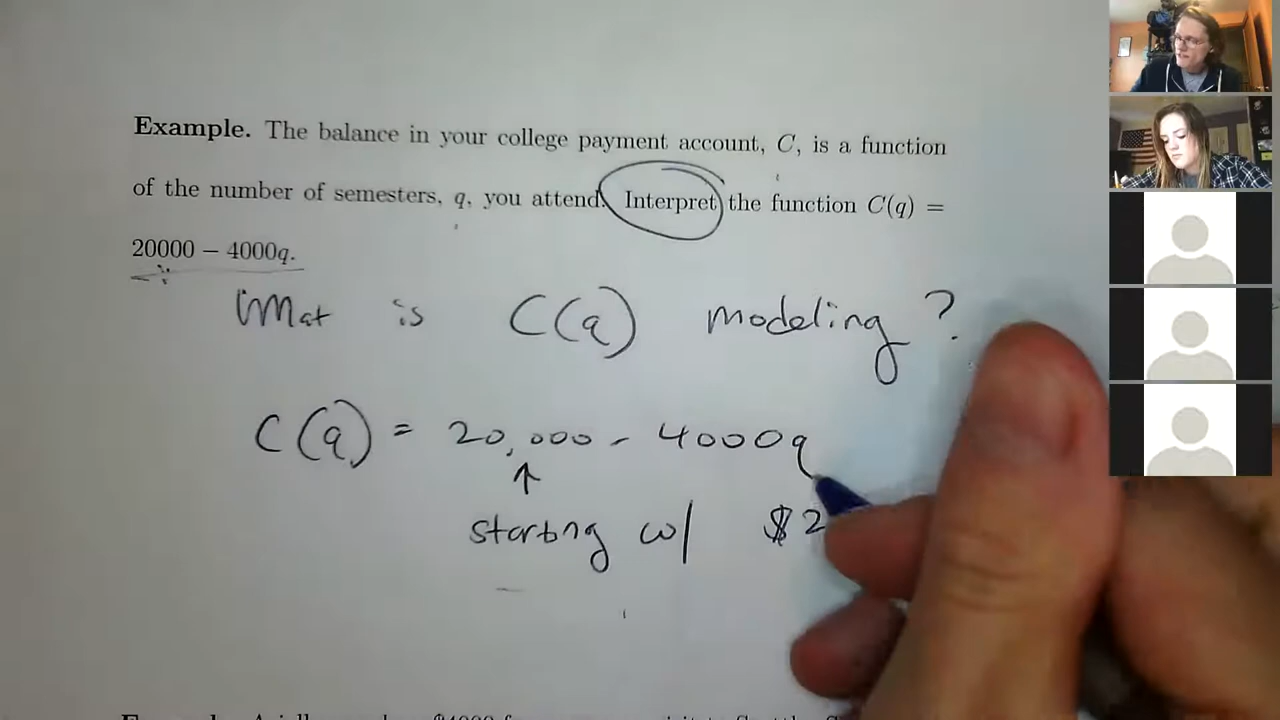 Example. The balance in your college payment account, C, is a function
of the number of semesters, q, you attend. Interpret the function C(q) =
20000 − 4000q.
What is C(q) modeling?
C(q) = 20,000 - 4000q
↑
starting w/ $2